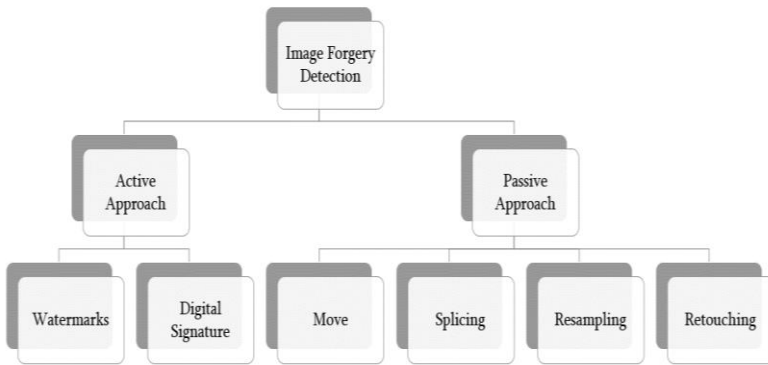 Image Forgery
Detection
Active
Approach
Passive
Approach
Watermarks
Digital
Signature
Move
Splicing
Resampling
Retouching